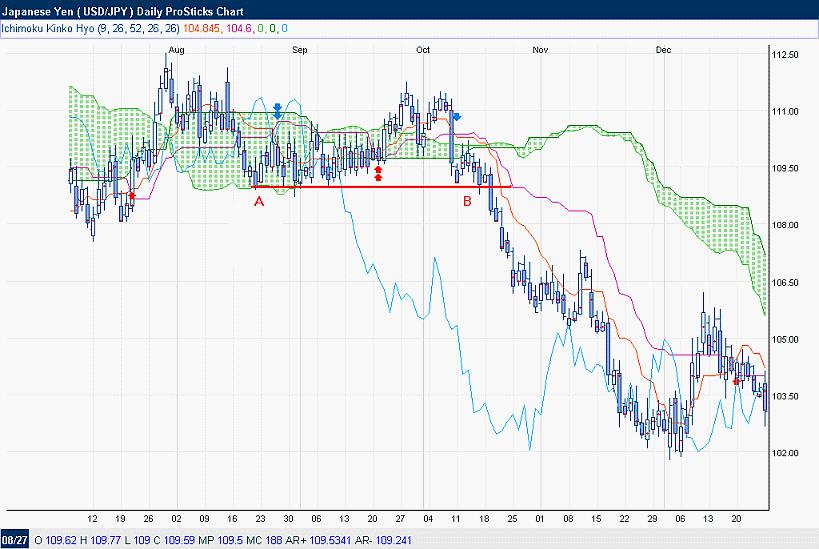 Japanese Yen ( USD/JPY ) Daily ProSticks Chart
Ichimoku Kinko Hyo (9, 26, 52, 26, 26) 104.845, 104.6, 0, 0, 0
Aug Sep Oct Nov Dec
112.50
111.00
109.50
108.00
106.50
105.00
103.50
102.00
A B
12 19 26 02 09 16 23 30 06 13 20 27 04 11 18 25 01 08 15 22 29 06 13 20
08/27 O 109.62 H 109.77 L 109 C 109.59 MP 109.5 MC 188 AR+ 109.5341 AR- 109.241